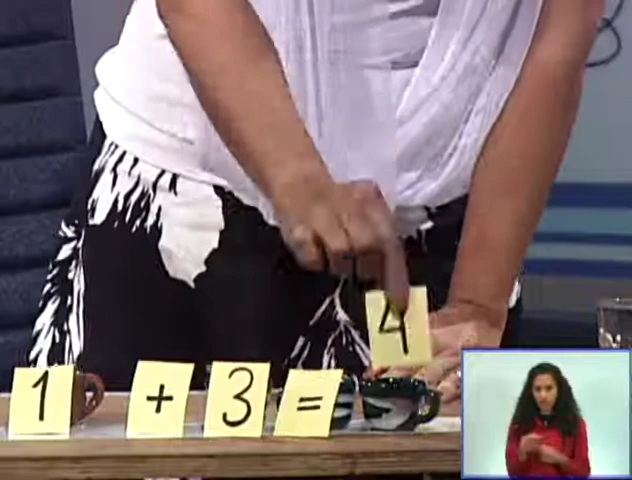 1 + 3 = 4